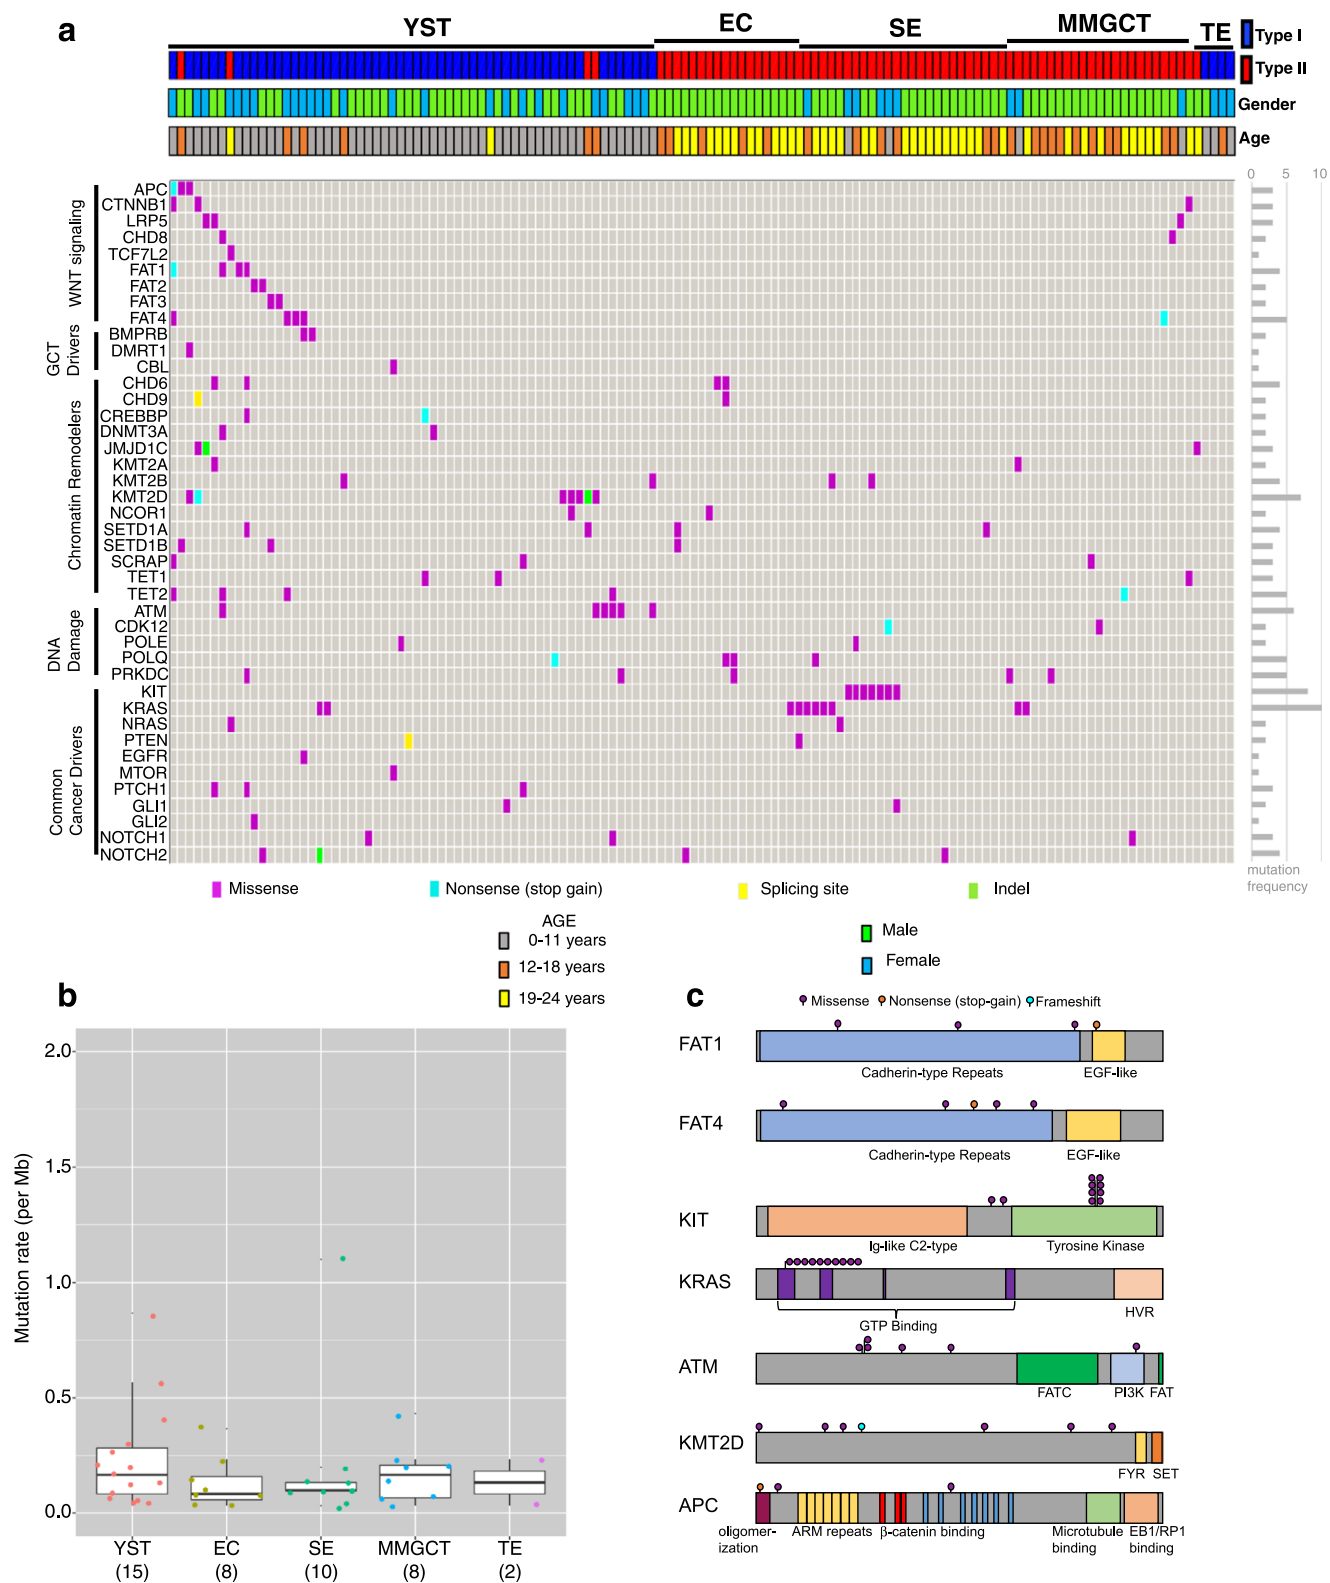 a
YST
EC
SE
MMGCT
TE
Type I
Type II
Gender
Age
0 5 10
WNT signaling
APC
CTNNB1
LRP5
CHD8
TCF7L2
FAT1
FAT2
FAT3
FAT4
GCT
Drivers
BMPRB
DMRT1
CBL
Chromatin Remodelers
CHD6
CHD9
CREBBP
DNMT3A
JMJD1C
KMT2A
KMT2B
KMT2D
NCOR1
SETD1A
SETD1B
SCRAP
TET1
TET2
DNA
Damage
ATM
CDK12
POLE
POLQ
PRKDC
Common
Cancer Drivers
KIT
KRAS
NRAS
PTEN
EGFR
MTOR
PTCH1
GLI1
GLI2
NOTCH1
NOTCH2
mutation
frequency
Missense
Nonsense (stop gain)
Splicing site
Indel
AGE
0-11 years
12-18 years
19-24 years
Male
Female
b
Mutation rate (per Mb)
2.0
1.5
1.0
0.5
0.0
YST
(15)
EC
(8)
SE
(10)
MMGCT
(8)
TE
(2)
c
Missense
Nonsense (stop-gain)
Frameshift
FAT1
Cadherin-type Repeats
EGF-like
FAT4
Cadherin-type Repeats
EGF-like
KIT
Ig-like C2-type
Tyrosine Kinase
KRAS
GTP Binding
HVR
ATM
FATC
PI3K
FAT
KMT2D
FYR
SET
APC
oligomer-
ization
ARM repeats
β-catenin binding
Microtubule
binding
EB1/RP1
binding